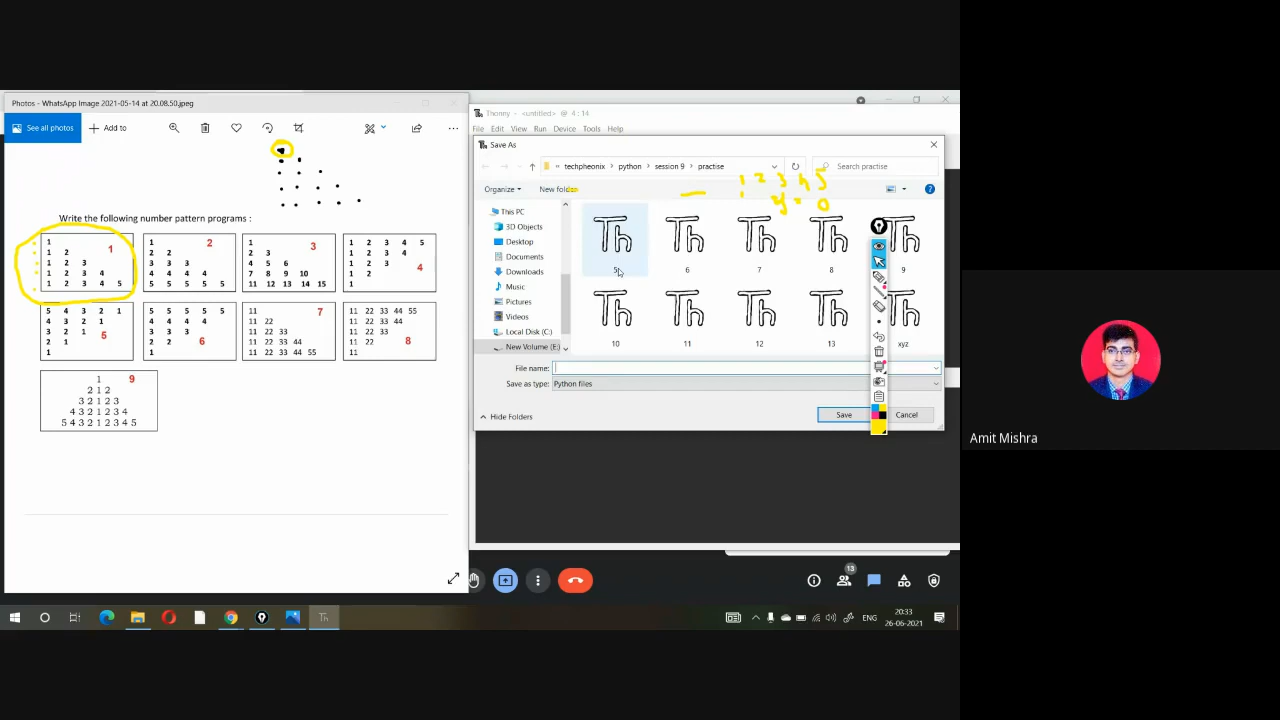 Photos - WhatsApp Image 2021-05-14 at 20.08.50.jpeg
See all photos
Add to
Write the following number pattern programs :
1 1
1 2
1 2 3
1 2 3 4
1 2 3 4 5
1 2
2 2
3 3 3
4 4 4 4
5 5 5 5 5
1 3
2 3
4 5 6
7 8 9 10
11 12 13 14 15
1 2 3 4 5
1 2 3 4
1 2 3
1 2 4
1
5 4 3 2 1
4 3 2 1
3 2 1 5
2 1
1
5 5 5 5 5
4 4 4 4
3 3 3
2 2 6
1
11 7
11 22
11 22 33
11 22 33 44
11 22 33 44 55
11 22 33 44 55
11 22 33 44
11 22 33
11 22 8
11
1 9
2 1 2
3 2 1 2 3
4 3 2 1 2 3 4
5 4 3 2 1 2 3 4 5
Thonny - <untitled> @ 4 : 14
File Edit View Run Device Tools Help
Save As
techpheonix › python › session 9 › practise
Search practise
1 2 3 4 5
Organize
New folder
This PC
3D Objects
Desktop
Documents
Downloads
Music
Pictures
Videos
Local Disk (C:)
New Volume (E:)
5 6 7 8 9
10 11 12 13 xyz
File name:
Save as type: Python files
Hide Folders
Save
Cancel
13
Amit Mishra
ENG
20:33
26-06-2021